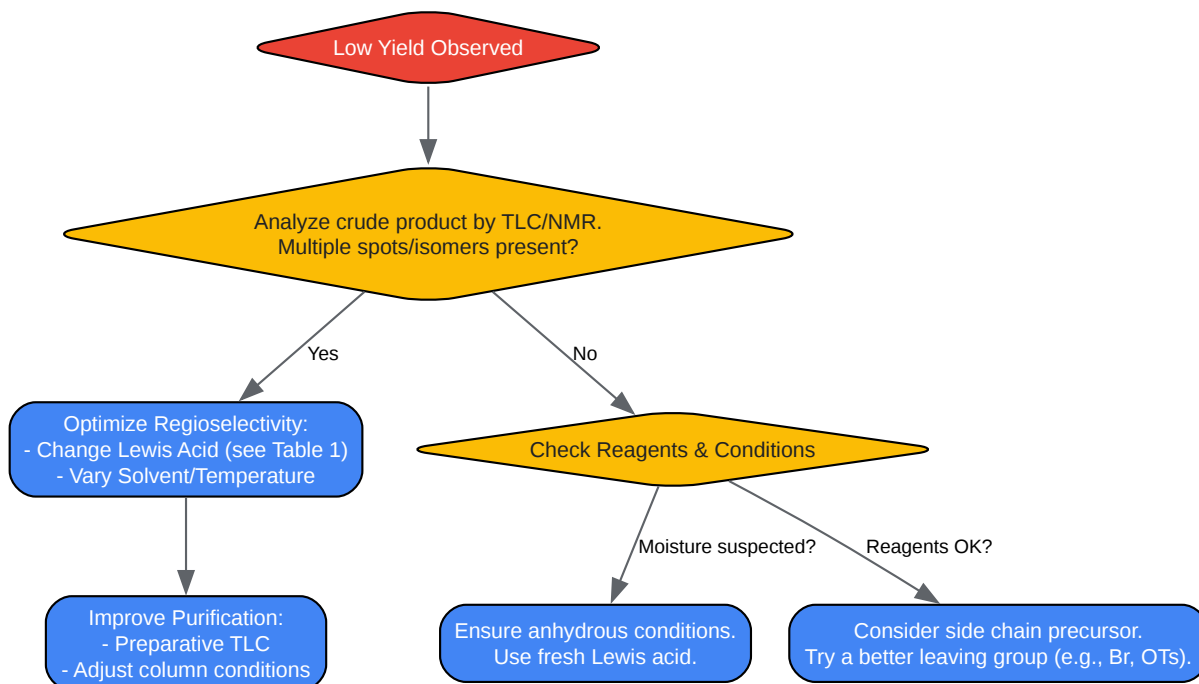 Low Yield Observed
Analyze crude product by TLC/NMR.
Multiple spots/isomers present?
Yes
No
Optimize Regioselectivity:
- Change Lewis Acid (see Table 1)
- Vary Solvent/Temperature
Check Reagents & Conditions
Moisture suspected?
Reagents OK?
Improve Purification:
- Preparative TLC
- Adjust column conditions
Ensure anhydrous conditions.
Use fresh Lewis acid.
Consider side chain precursor.
Try a better leaving group (e.g., Br, OTs).